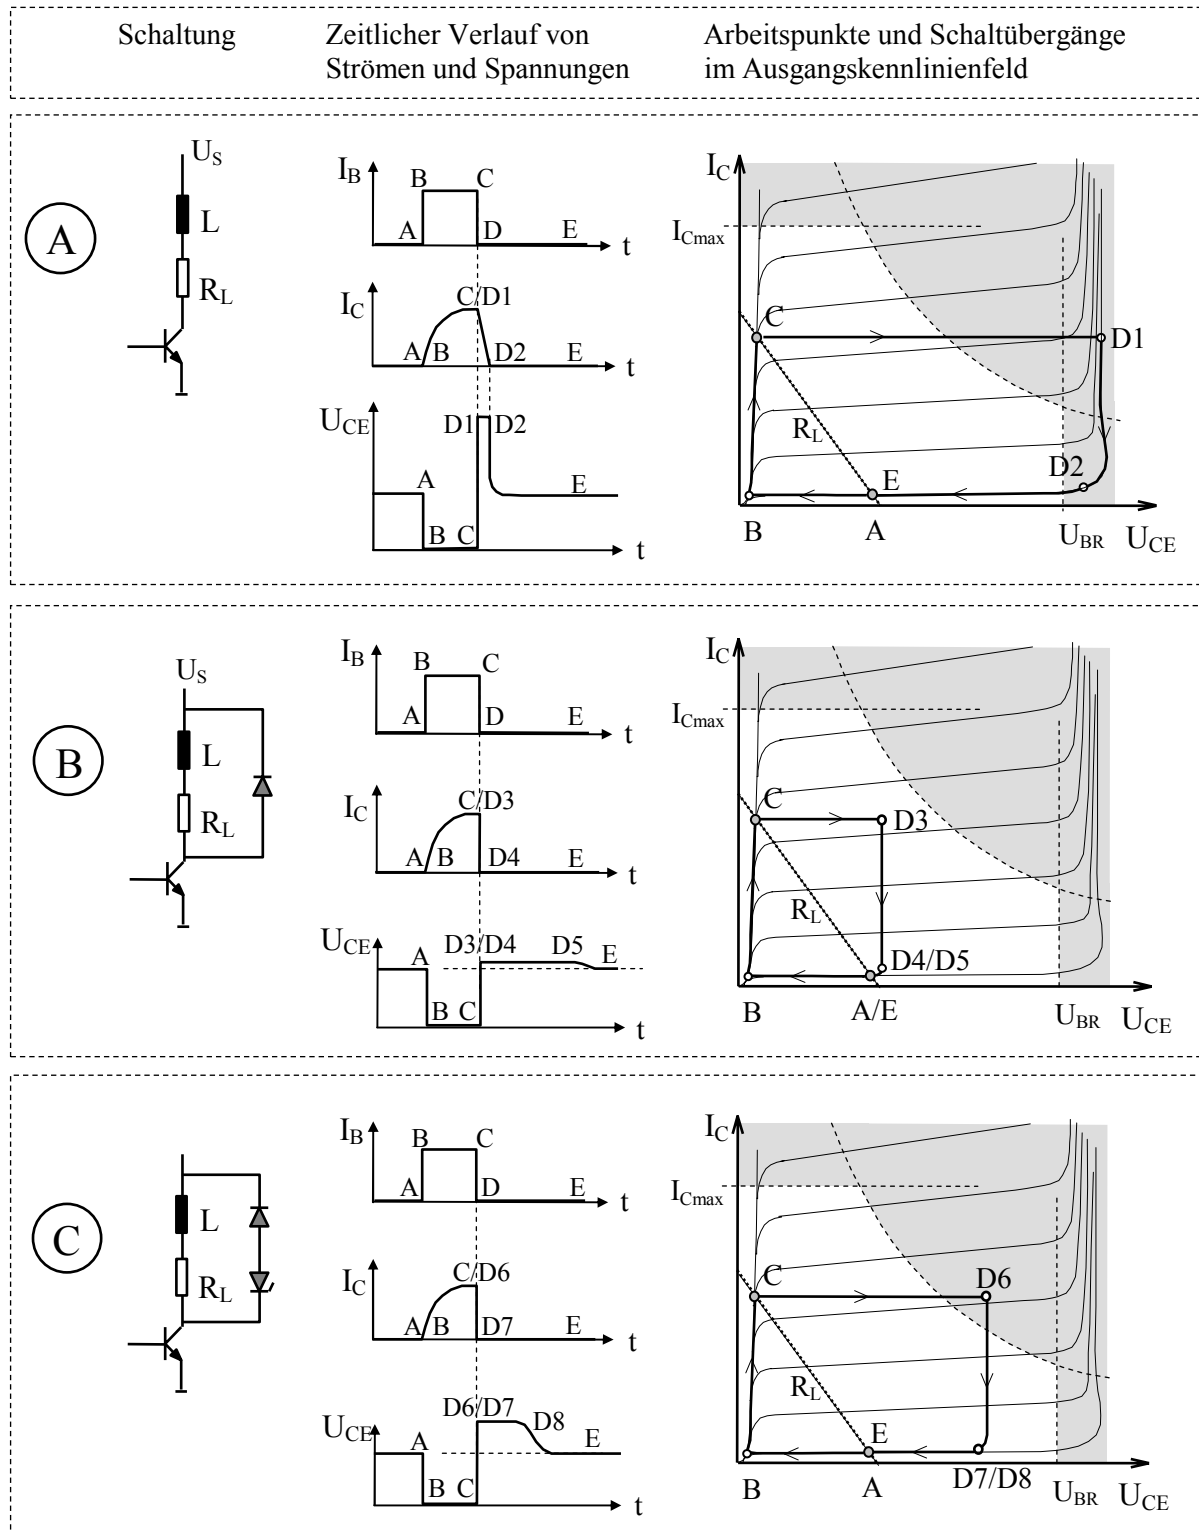 Schaltung
Zeitlicher Verlauf von
Strömen und Spannungen
Arbeitspunkte und Schaltübergänge
im Ausgangskennlinienfeld
A
U_S
L
R_L
I_B
B
C
A
D
E
t
I_C
C/D1
A
B
D2
E
t
U_CE
D1
D2
A
B
C
E
t
I_C
I_Cmax
C
D1
R_L
D2
E
B
A
U_BR
U_CE
B
U_S
L
R_L
I_B
B
C
A
D
E
t
I_C
C/D3
A
B
D4
E
t
U_CE
D3/D4
D5
A
E
B
C
t
I_C
I_Cmax
C
D3
R_L
D4/D5
B
A/E
U_BR
U_CE
C
L
R_L
I_B
B
C
A
D
E
t
I_C
C/D6
A
B
D7
E
t
U_CE
D6/D7
D8
A
E
B
C
t
I_C
I_Cmax
C
D6
R_L
E
D7/D8
B
A
U_BR
U_CE